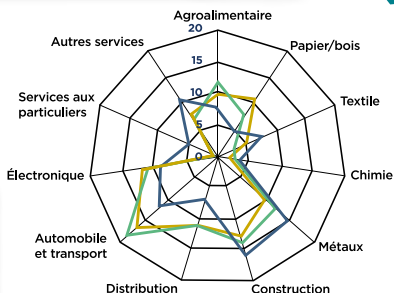 Agroalimentaire
20
Autres services
Papier/bois
15
10
Services aux
particuliers
Textile
5
0
Électronique
Chimie
Automobile
et transport
Métaux
Distribution
Construction